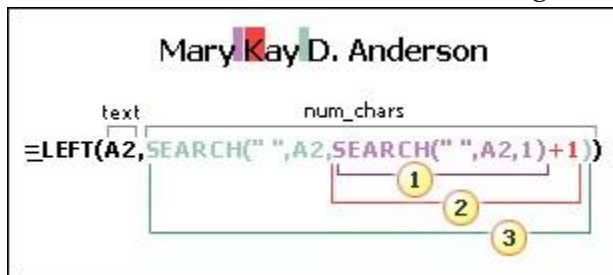 Mary Kay D. Anderson
text num_chars
=LEFT(A2,SEARCH(" ",A2,SEARCH(" ",A2,1)+1))
1
2
3